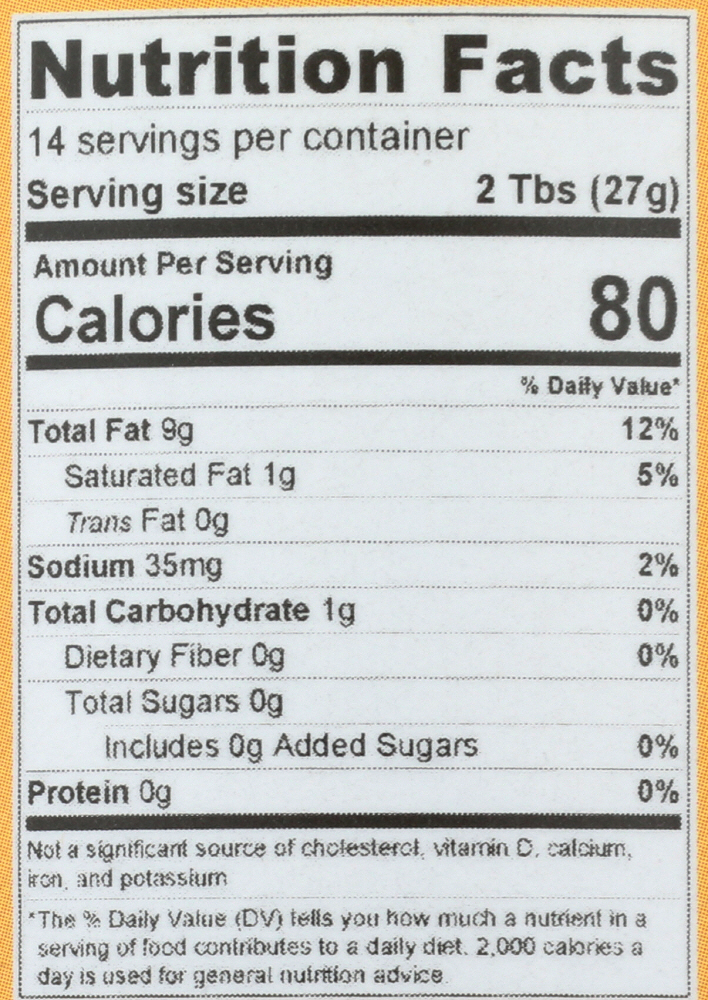 Nutrition Facts
14 servings per container
Serving size 2 Tbs (27g)
Amount Per Serving
Calories 80
% Daily Value*
Total Fat 9g 12%
Saturated Fat 1g 5%
Trans Fat 0g
Sodium 35mg 2%
Total Carbohydrate 1g 0%
Dietary Fiber 0g 0%
Total Sugars 0g
Includes 0g Added Sugars 0%
Protein 0g 0%
Not a significant source of cholesterol, vitamin D, calcium,
iron, and potassium
*The % Daily Value (DV) tells you how much a nutrient in a
serving of food contributes to a daily diet. 2,000 calories a
day is used for general nutrition advice.